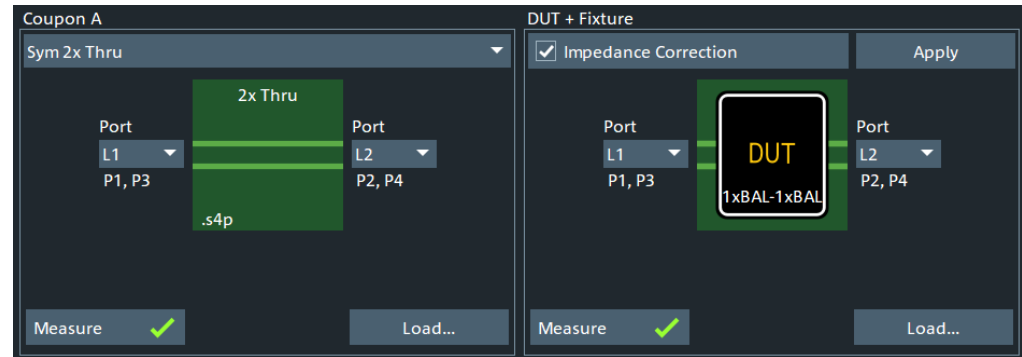 Coupon A
Sym 2x Thru
2x Thru
Port
L1
P1, P3
Port
L2
P2, P4
.s4p
Measure
Load...
DUT + Fixture
Impedance Correction
Apply
Port
L1
P1, P3
DUT
1xBAL-1xBAL
Port
L2
P2, P4
Measure
Load...